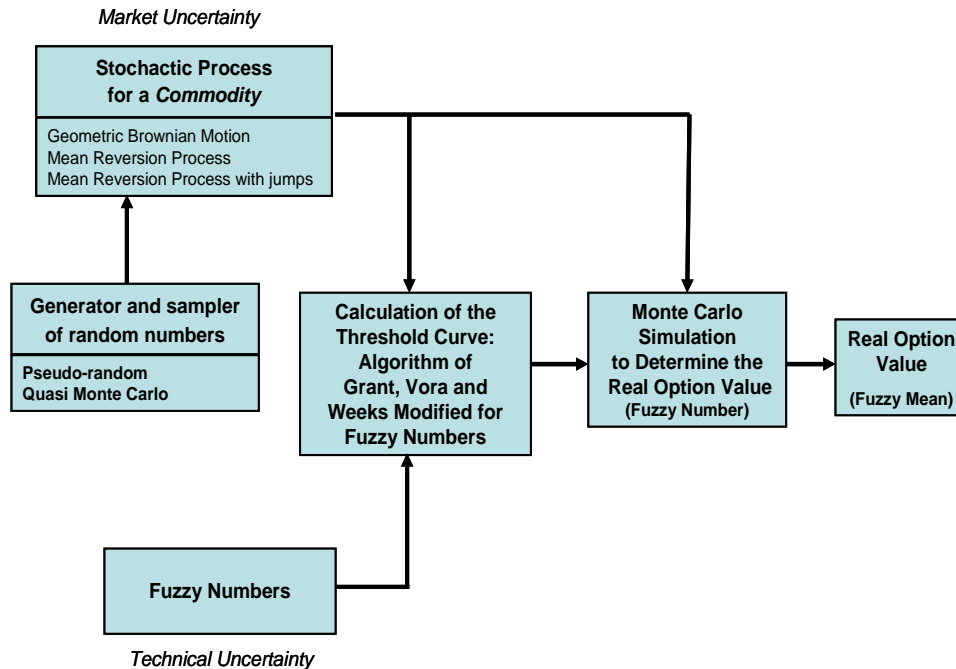 Market Uncertainty
Stochactic Process
for a Commodity
Geometric Brownian Motion
Mean Reversion Process
Mean Reversion Process with jumps
Generator and sampler
of random numbers
Pseudo-random
Quasi Monte Carlo
Calculation of the
Threshold Curve:
Algorithm of
Grant, Vora and
Weeks Modified for
Fuzzy Numbers
Monte Carlo
Simulation
to Determine the
Real Option Value
(Fuzzy Number)
Real Option
Value
(Fuzzy Mean)
Fuzzy Numbers
Technical Uncertainty